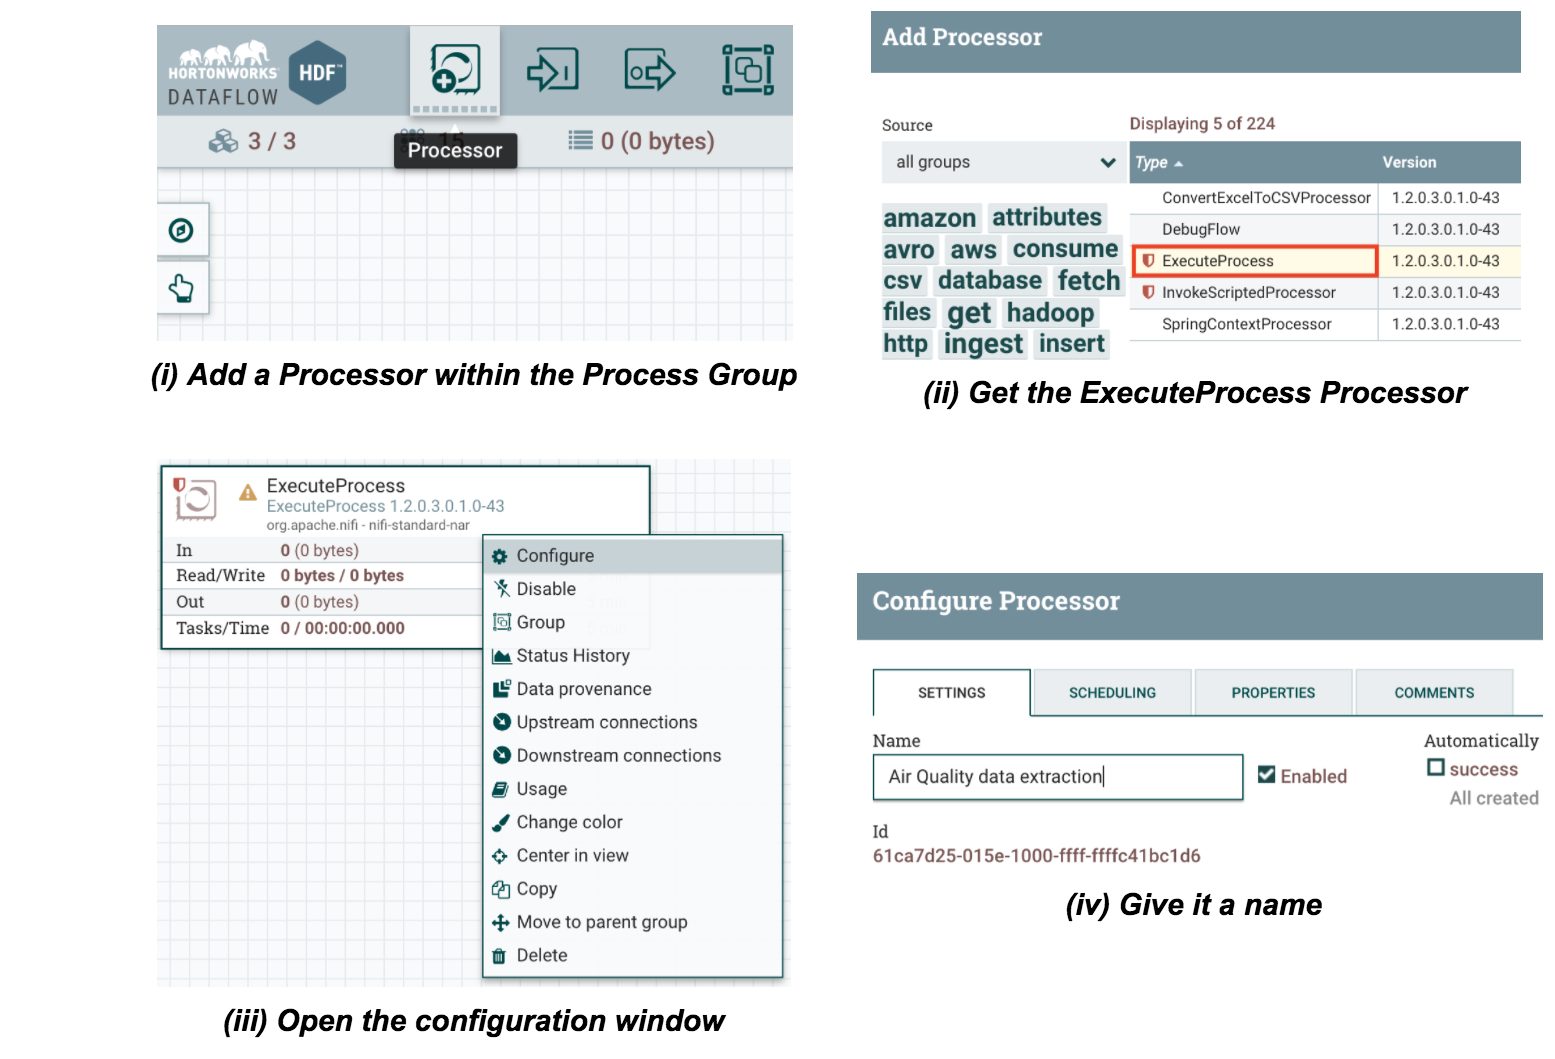 HORTONWORKS
DATAFLOW
HDF™
3 / 3
15
0 (0 bytes)
Processor
(i) Add a Processor within the Process Group
Add Processor
Source
Displaying 5 of 224
all groups
Type
Version
ConvertExcelToCSVProcessor 1.2.0.3.0.1.0-43
DebugFlow 1.2.0.3.0.1.0-43
ExecuteProcess 1.2.0.3.0.1.0-43
InvokeScriptedProcessor 1.2.0.3.0.1.0-43
SpringContextProcessor 1.2.0.3.0.1.0-43
amazon attributes
avro aws consume
csv database fetch
files get hadoop
http ingest insert
(ii) Get the ExecuteProcess Processor
ExecuteProcess
ExecuteProcess 1.2.0.3.0.1.0-43
org.apache.nifi - nifi-standard-nar
In 0 (0 bytes)
Read/Write 0 bytes / 0 bytes
Out 0 (0 bytes)
Tasks/Time 0 / 00:00:00.000
Configure
Disable
Group
Status History
Data provenance
Upstream connections
Downstream connections
Usage
Change color
Center in view
Copy
Move to parent group
Delete
(iii) Open the configuration window
Configure Processor
SETTINGS SCHEDULING PROPERTIES COMMENTS
Name
Automatically
Air Quality data extraction
Enabled
success
All created
Id
61ca7d25-015e-1000-ffff-ffffc41bc1d6
(iv) Give it a name